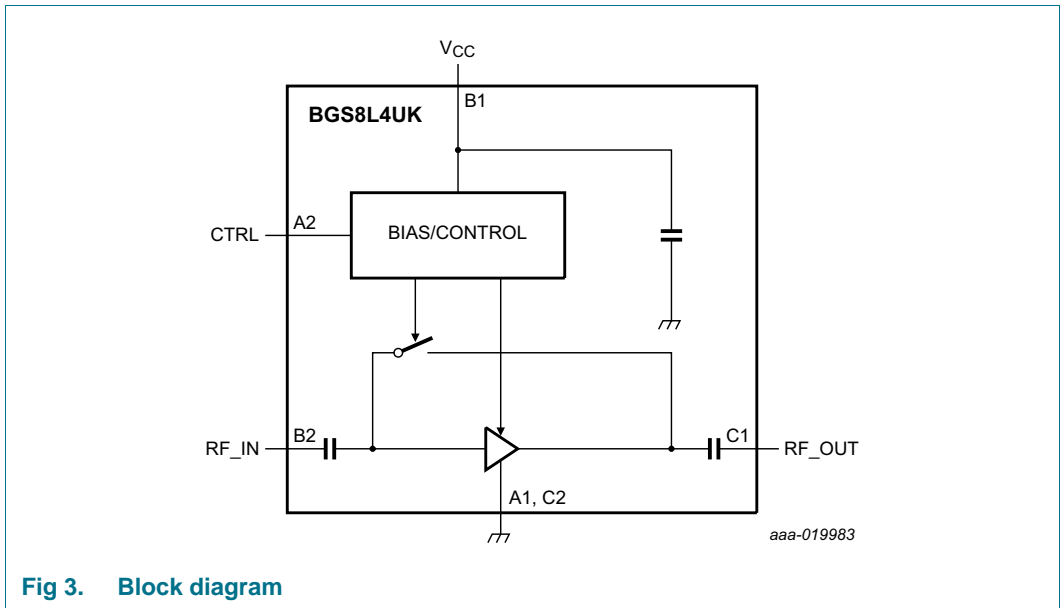 VCC
B1
BGS8L4UK
A2
CTRL
BIAS/CONTROL
B2
C1
RF_IN
RF_OUT
A1, C2
aaa-019983
Fig 3. Block diagram